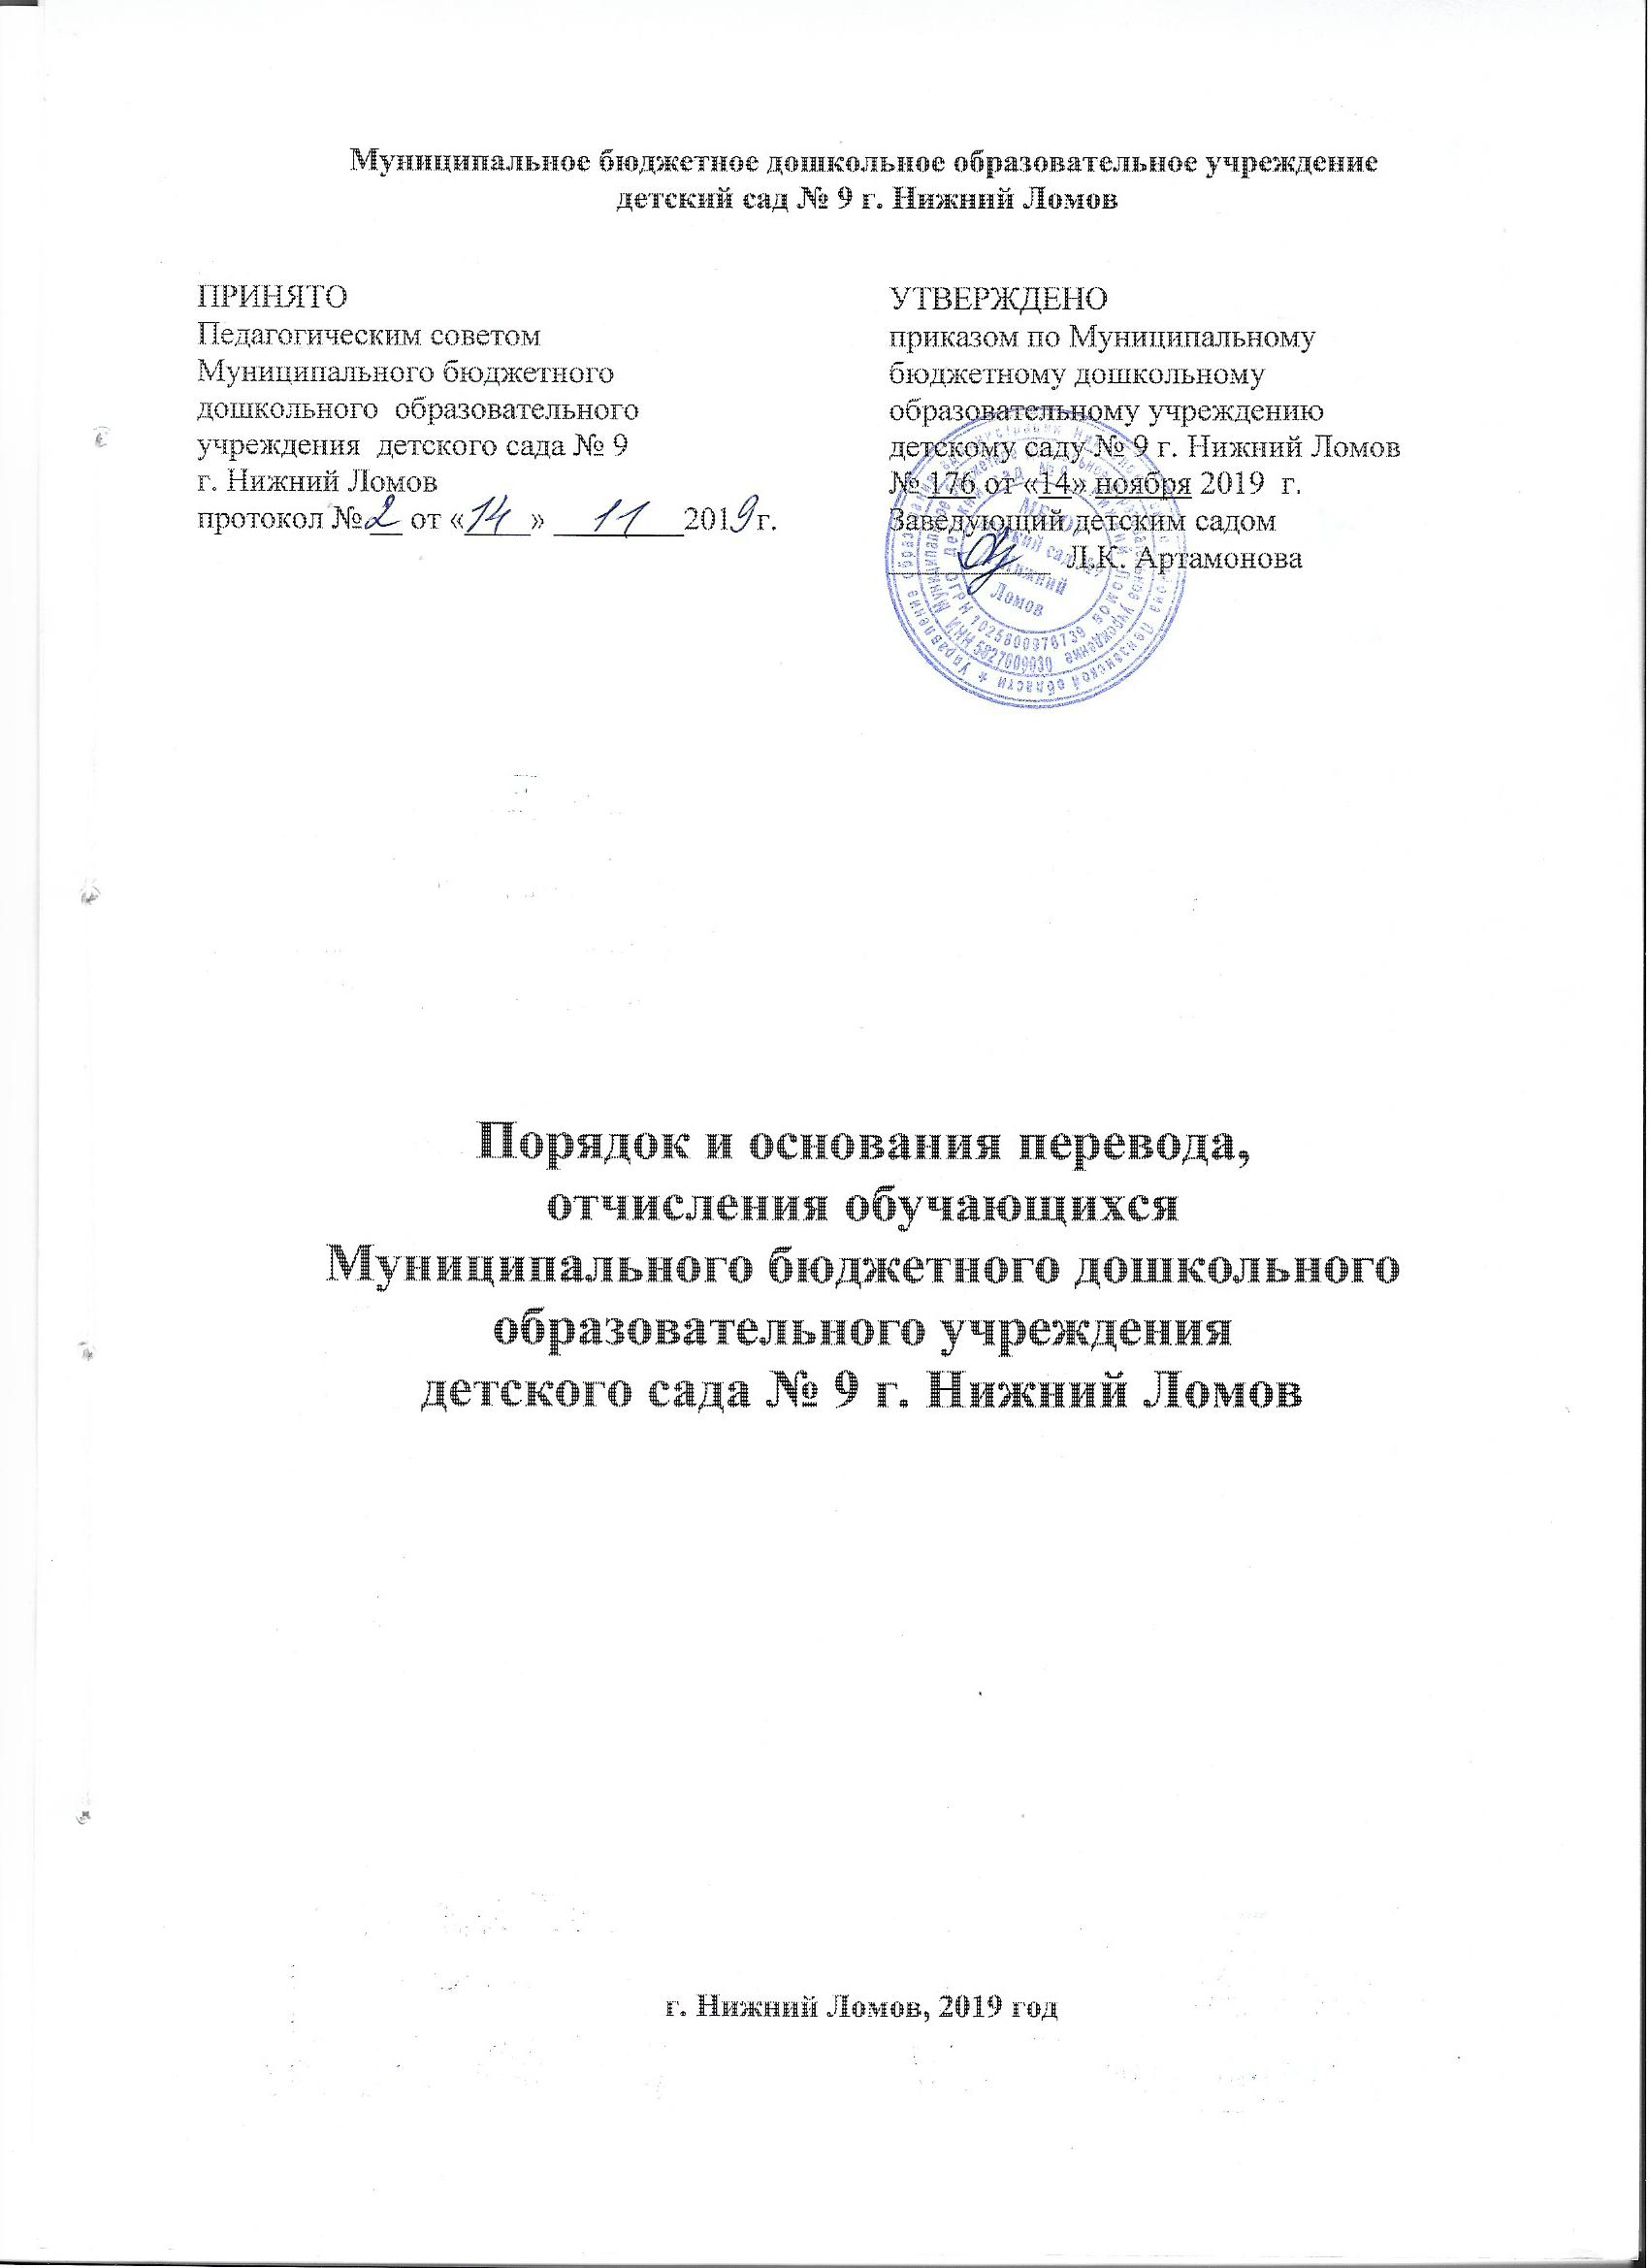 Муниципальное бюджетное дошкольное образовательное учреждение
детский сад № 9 г. Нижний Ломов
ПРИНЯТО
Педагогическим советом
Муниципального бюджетного
дошкольного образовательного
учреждения детского сада № 9
г. Нижний Ломов
протокол № 2 от «14» 11 2019 г.
УТВЕРЖДЕНО
приказом по Муниципальному
бюджетному дошкольному
образовательному учреждению
детскому саду № 9 г. Нижний Ломов
№ 176 от «14» ноября 2019 г.
Заведующий детским садом
Л.К. Артамонова
Порядок и основания перевода,
отчисления обучающихся
Муниципального бюджетного дошкольного
образовательного учреждения
детского сада № 9 г. Нижний Ломов
г. Нижний Ломов, 2019 год